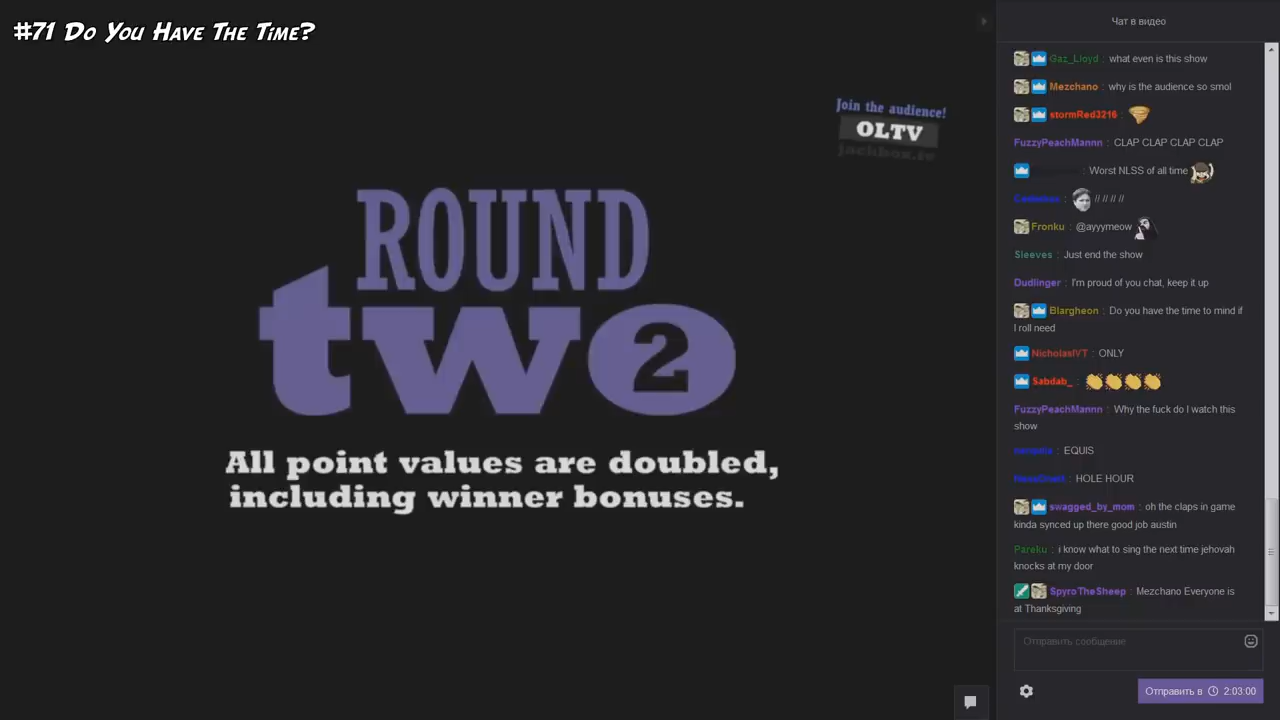 #71 Do You Have The Time?
Join the audience!
OLTV
jackbox.tv
ROUND
two 2
All point values are doubled,
including winner bonuses.
Чат в видео
Gaz_Lloyd : what even is this show
Mezchano : why is the audience so smol
stormRed3216 :
FuzzyPeachMannn : CLAP CLAP CLAP CLAP
: Worst NLSS of all time
: // // // //
Fronku : @ayyymeow
Sleeves : Just end the show
Dudlinger : I'm proud of you chat, keep it up
Blargheon : Do you have the time to mind if
I roll need
NicholasIVT : ONLY
Sabdab_ :
FuzzyPeachMannn : Why the fuck do I watch this
show
: EQUIS
: HOLE HOUR
swagged_by_mom : oh the claps in game
kinda synced up there good job austin
Pareku : i know what to sing the next time jehovah
knocks at my door
SpyroTheSheep : Mezchano Everyone is
at Thanksgiving
Отправить сообщение
Отправить в 2:03:00